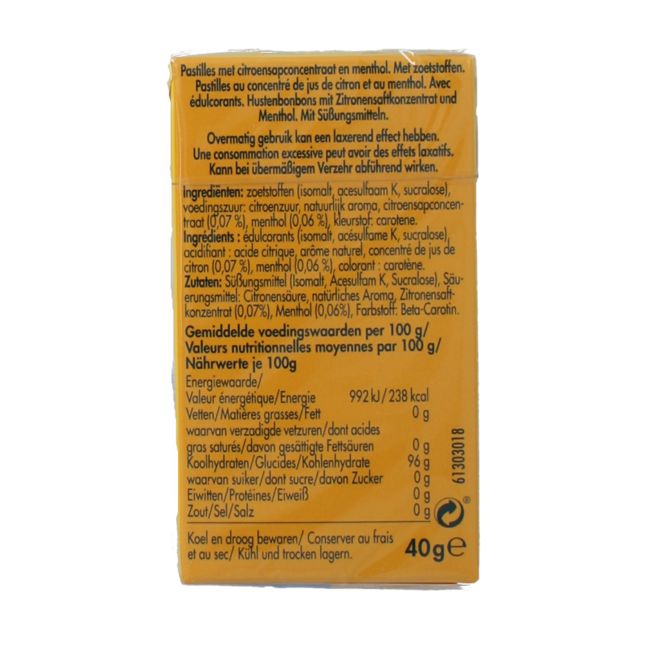 Pastilles met citroensapconcentraat en menthol. Met zoetstoffen.
Pastilles au concentré de jus de citron et au menthol. Avec
édulcorants. Hustenbonbons mit Zitronensaftkonzentrat und
Menthol. Mit Süßungsmitteln.
Overmatig gebruik kan een laxerend effect hebben.
Une consommation excessive peut avoir des effets laxatifs.
Kann bei übermäßigem Verzehr abführend wirken.
Ingrediënten: zoetstoffen (isomalt, acesulfaam K, sucralose),
voedingszuur: citroenzuur, natuurlijk aroma, citroensapconcen-
traat (0,07 %), menthol (0,06 %), kleurstof: carotene.
Ingrédients : édulcorants (isomalt, acésulfame K, sucralose),
acidifiant : acide citrique, arôme naturel, concentré de jus de
citron (0,07 %), menthol (0,06 %), colorant : carotène.
Zutaten: Süßungsmittel (Isomalt, Acesulfam K, Sucralose), Säu-
erungsmittel: Citronensäure, natürliches Aroma, Zitronensaft-
konzentrat (0,07%), Menthol (0,06%), Farbstoff: Beta-Carotin.
Gemiddelde voedingswaarden per 100 g/
Valeurs nutritionnelles moyennes par 100 g/
Nährwerte je 100g
Energiewaarde/
Valeur énergétique/Energie 992 kJ / 238 kcal
Vetten/Matières grasses/Fett 0 g
waarvan verzadigde vetzuren/dont acides
gras saturés/davon gesättigte Fettsäuren 0 g
Koolhydraten/Glucides/Kohlenhydrate 96 g
waarvan suiker/dont sucre/davon Zucker 0 g
Eiwitten/Protéines/Eiweiß 0 g
Zout/Sel/Salz 0 g
61303018
®
Koel en droog bewaren/ Conserver au frais
et au sec/ Kühl und trocken lagern.
40g℮